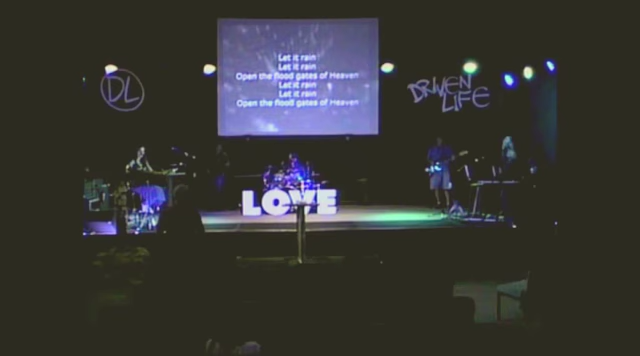 Let it rain
Let it rain
Open the flood gates of Heaven
Let it rain
Let it rain
Open the flood gates of Heaven
DL
DRIVEN
LIFE
LOVE